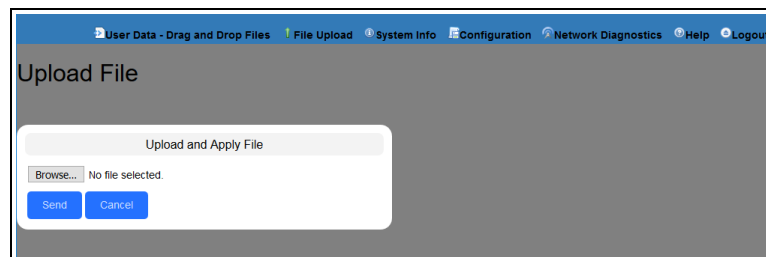 User Data - Drag and Drop Files File Upload System Info Configuration Network Diagnostics Help Logout
Upload File
Upload and Apply File
Browse... No file selected.
Send Cancel